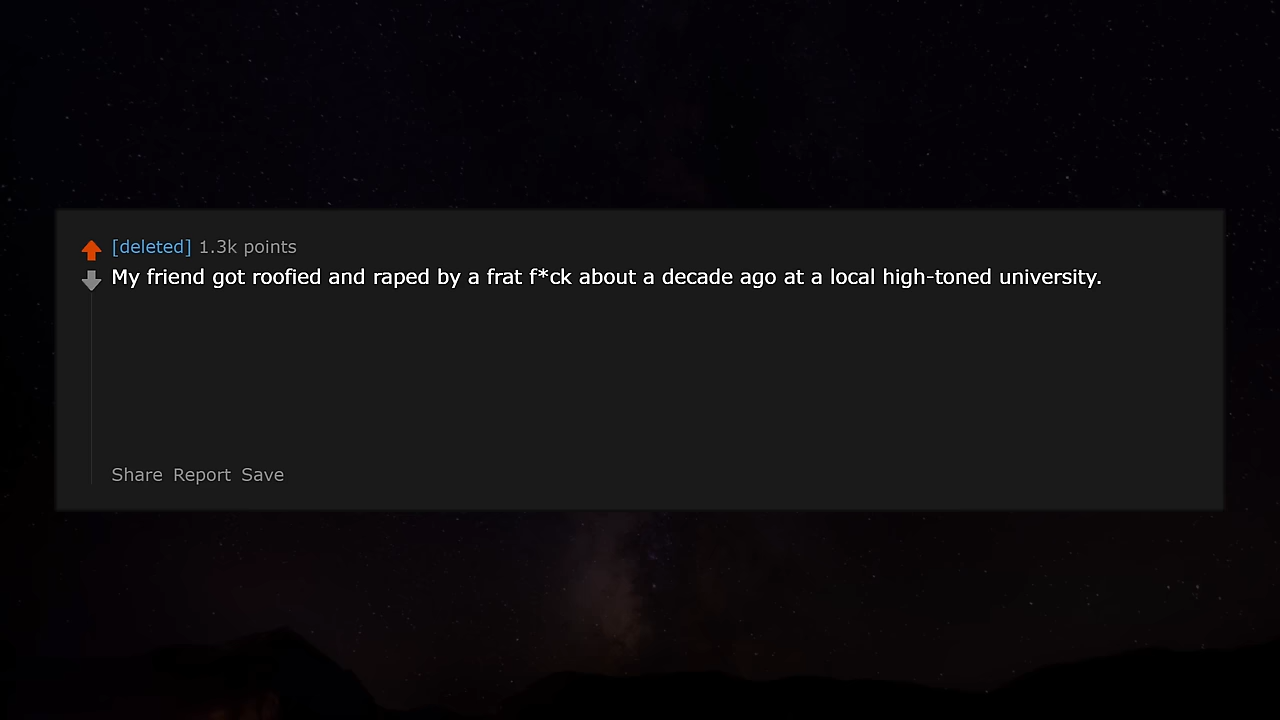 [deleted] 1.3k points
My friend got roofied and raped by a frat f*ck about a decade ago at a local high-toned university.
Share Report Save